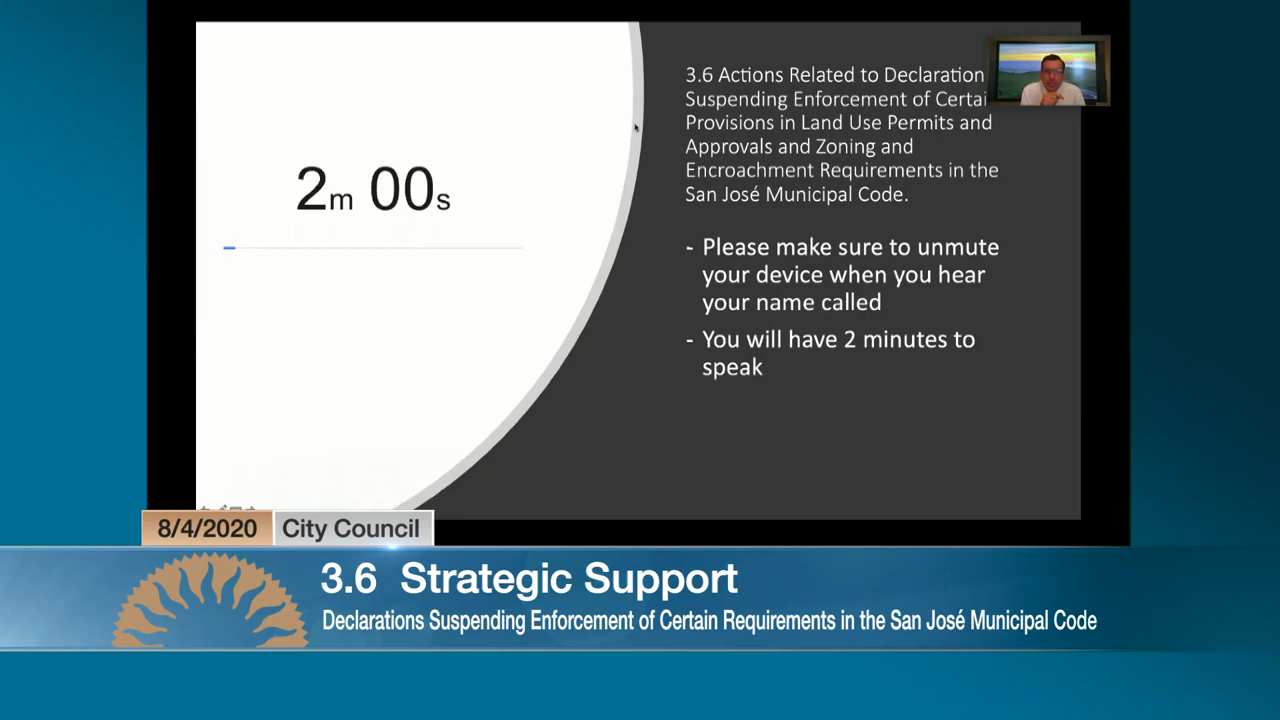 2m 00s
3.6 Actions Related to Declaration
Suspending Enforcement of Certai
Provisions in Land Use Permits and
Approvals and Zoning and
Encroachment Requirements in the
San José Municipal Code.
- Please make sure to unmute
your device when you hear
your name called
- You will have 2 minutes to
speak
8/4/2020 City Council
3.6 Strategic Support
Declarations Suspending Enforcement of Certain Requirements in the San José Municipal Code